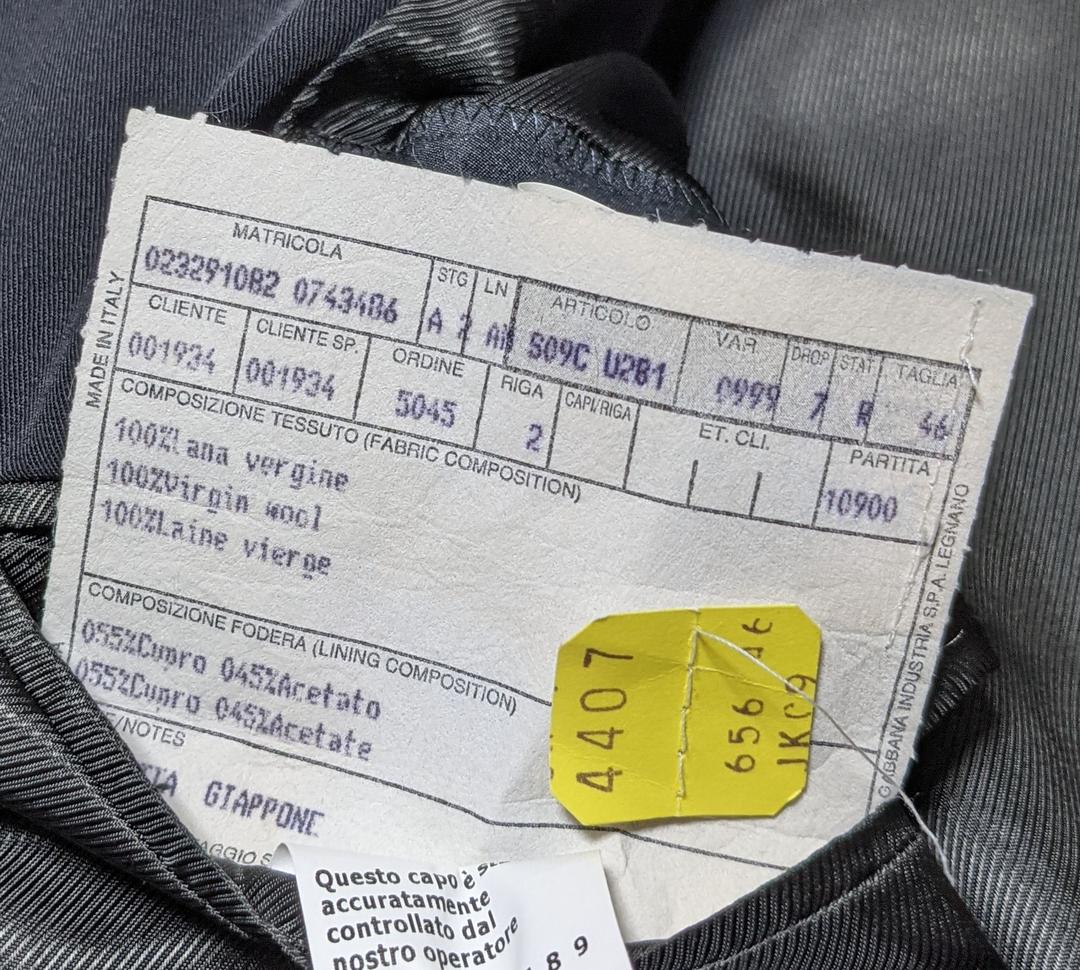 MADE IN ITALY
MATRICOLA STG LN ARTICOLO VAR DROP STAT TAGLIA
023291082 0743486 A AN S09C U281 0999 7 R 46
CLIENTE CLIENTE SP. ORDINE RIGA CAPI/RIGA ET. CLI. PARTITA
001934 001934 5045 2 10900
COMPOSIZIONE TESSUTO (FABRIC COMPOSITION)
100%Lana vergine
100%Virgin wool
100%Laine vierge
COMPOSIZIONE FODERA (LINING COMPOSITION)
055%Cupro 045%Acetato
055%Cupro 045%Acetate
/NOTES
GIAPPONE
GABBANA INDUSTRIA S.P.A. LEGNANO
4407
656
JKC9
Questo capo è
accuratamente
controllato dal
nostro operatore
8 9